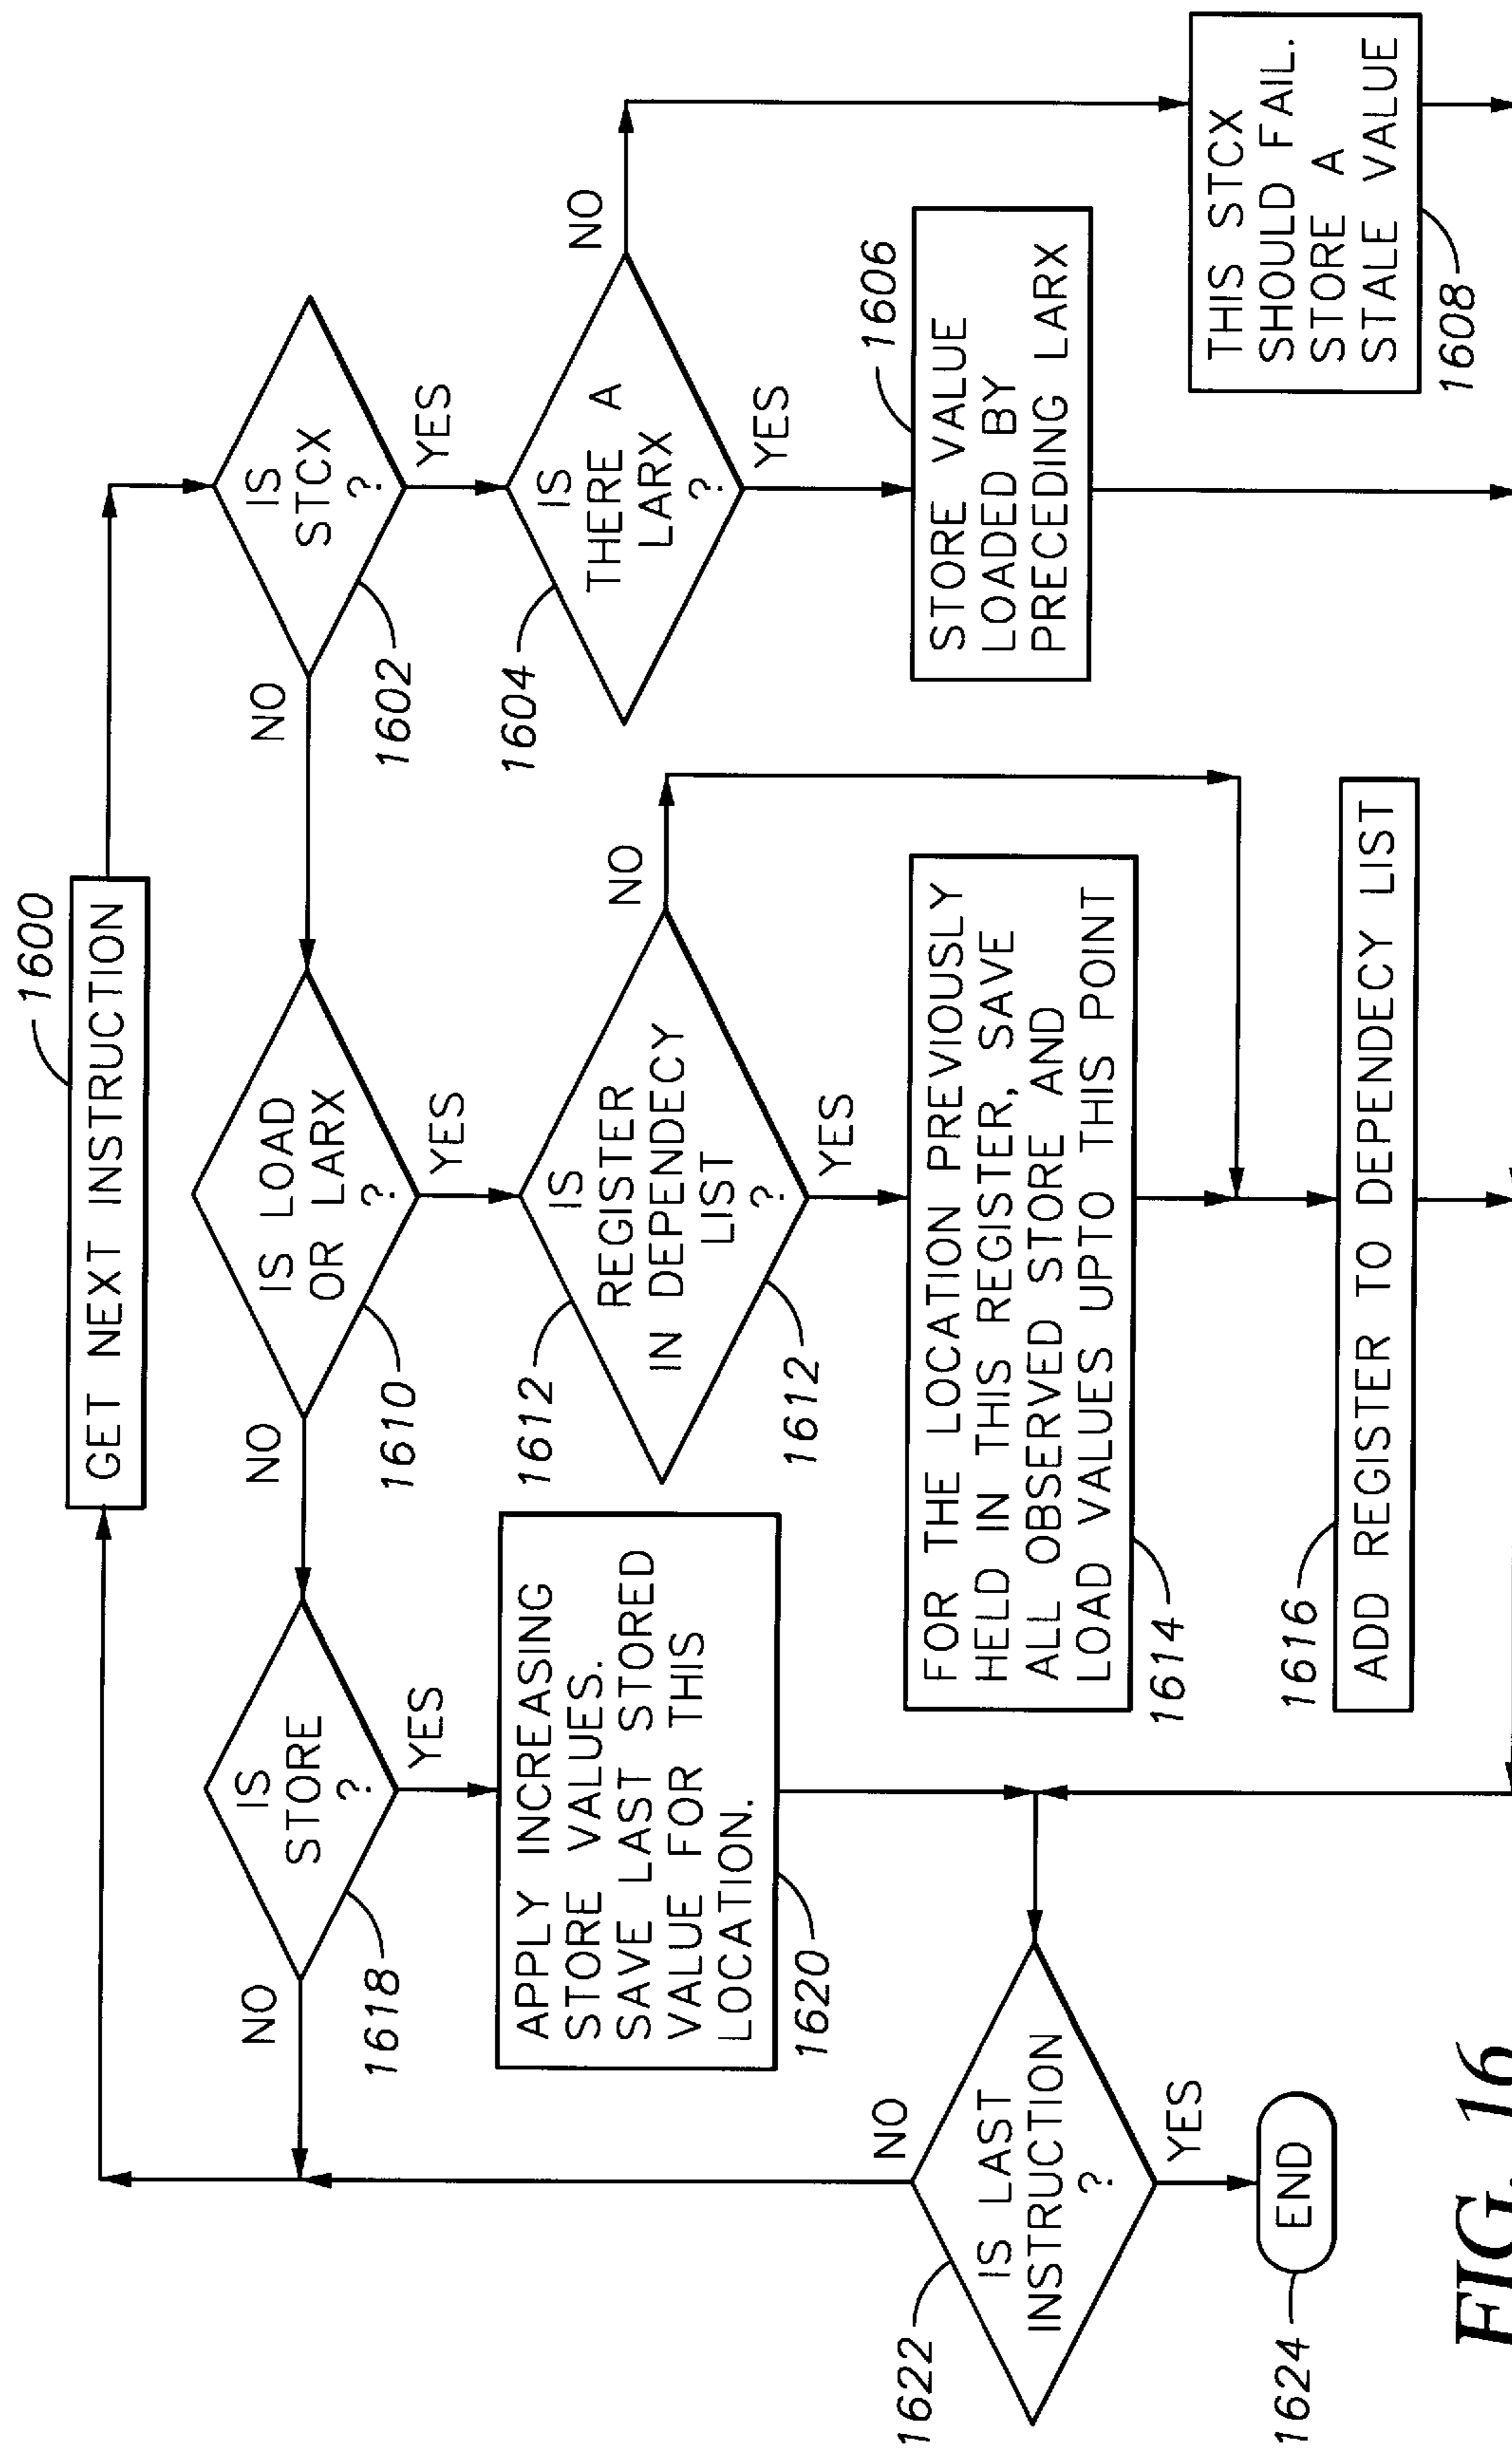 1600
GET NEXT INSTRUCTION
NO
IS
STORE
?
YES
1618
NO
IS LOAD
OR LARX
?
YES
1610
NO
IS
STCX
?
YES
1602
APPLY INCREASING
STORE VALUES.
SAVE LAST STORED
VALUE FOR THIS
LOCATION.
1620
1612
IS
REGISTER
IN DEPENDECY
LIST
?
NO
YES
1612
1604
IS
THERE A
LARX
?
NO
YES
FOR THE LOCATION PREVIOUSLY
HELD IN THIS REGISTER, SAVE
ALL OBSERVED STORE AND
LOAD VALUES UPTO THIS POINT
1614
1606
STORE VALUE
LOADED BY
PRECEDING LARX
THIS STCX
SHOULD FAIL.
STORE A
STALE VALUE
1608
1616
ADD REGISTER TO DEPENDECY LIST
1622
NO
IS LAST
INSTRUCTION
?
YES
1624
END
FIG. 16